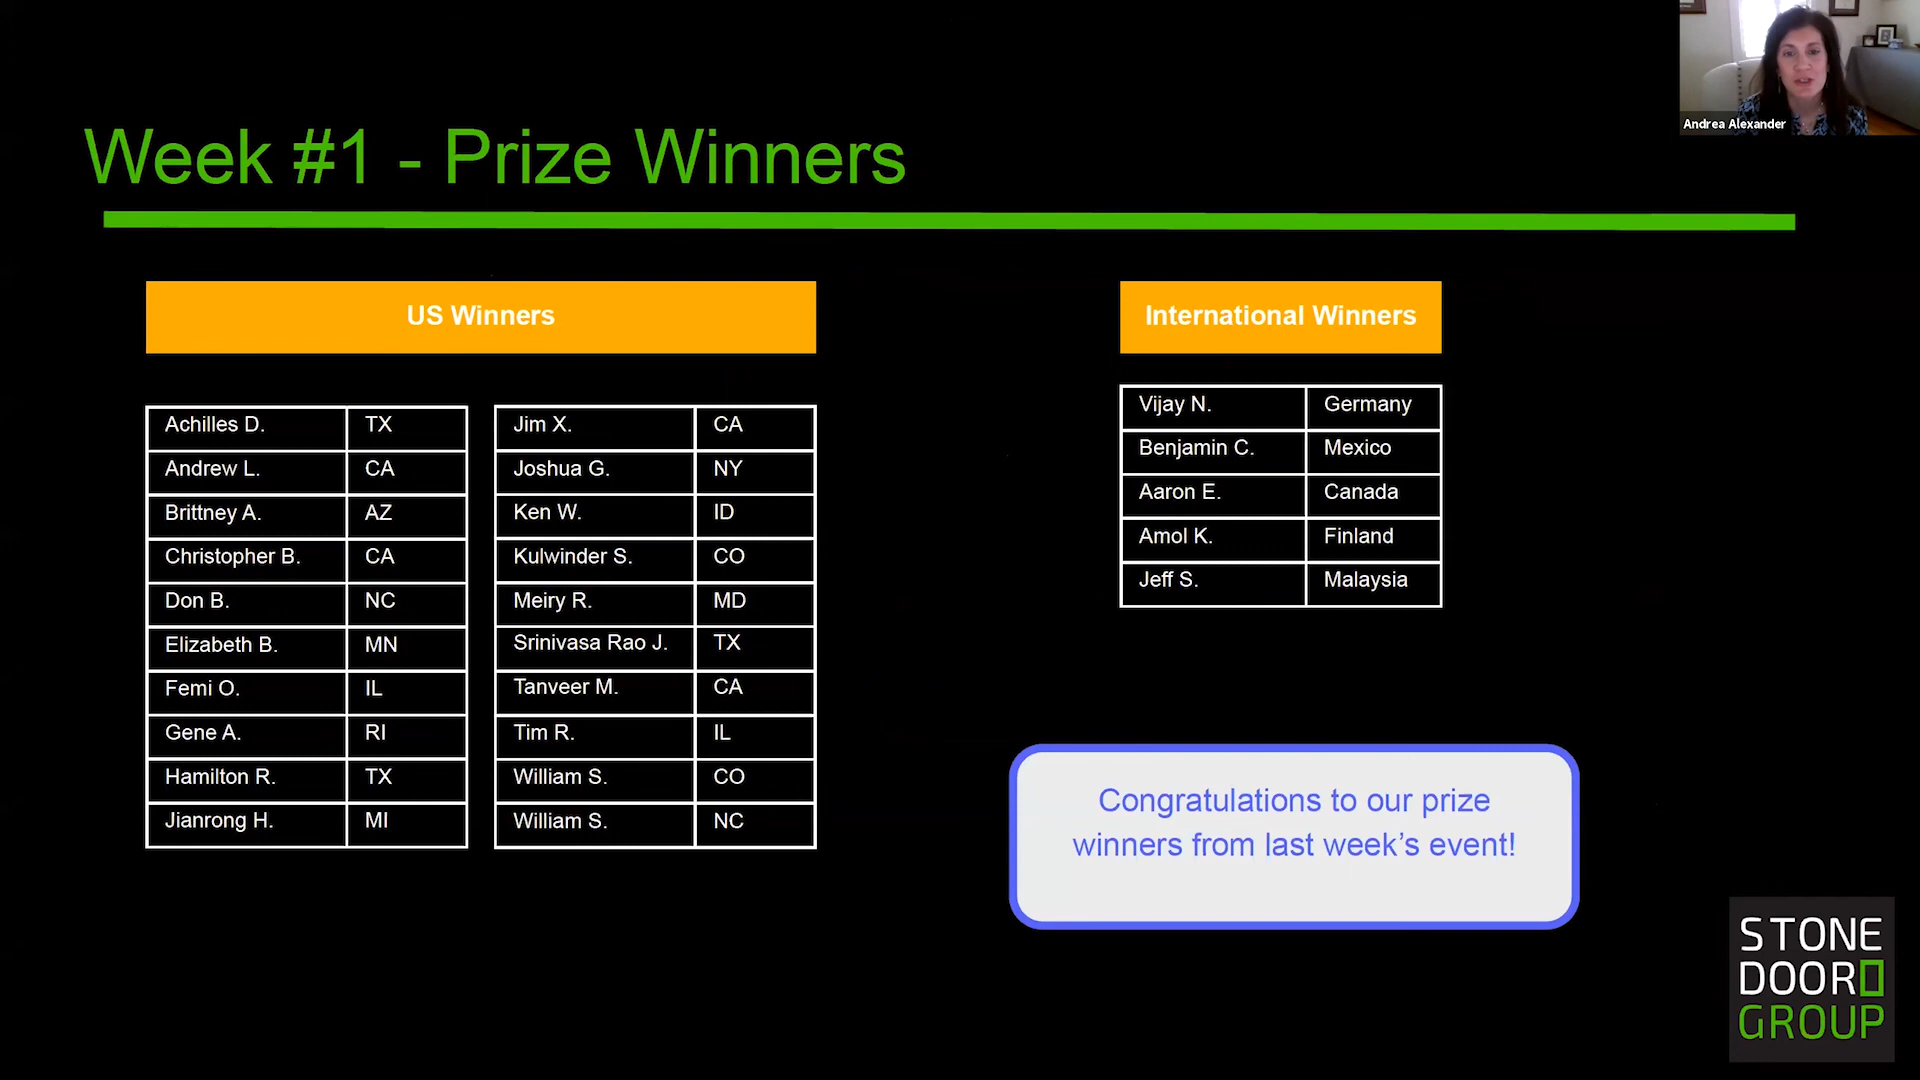 Andrea Alexander
Week #1 - Prize Winners
US Winners
Achilles D. TX
Andrew L. CA
Brittney A. AZ
Christopher B. CA
Don B. NC
Elizabeth B. MN
Femi O. IL
Gene A. RI
Hamilton R. TX
Jianrong H. MI
Jim X. CA
Joshua G. NY
Ken W. ID
Kulwinder S. CO
Meiry R. MD
Srinivasa Rao J. TX
Tanveer M. CA
Tim R. IL
William S. CO
William S. NC
International Winners
Vijay N. Germany
Benjamin C. Mexico
Aaron E. Canada
Amol K. Finland
Jeff S. Malaysia
Congratulations to our prize
winners from last week’s event!
STONE
DOOR
GROUP